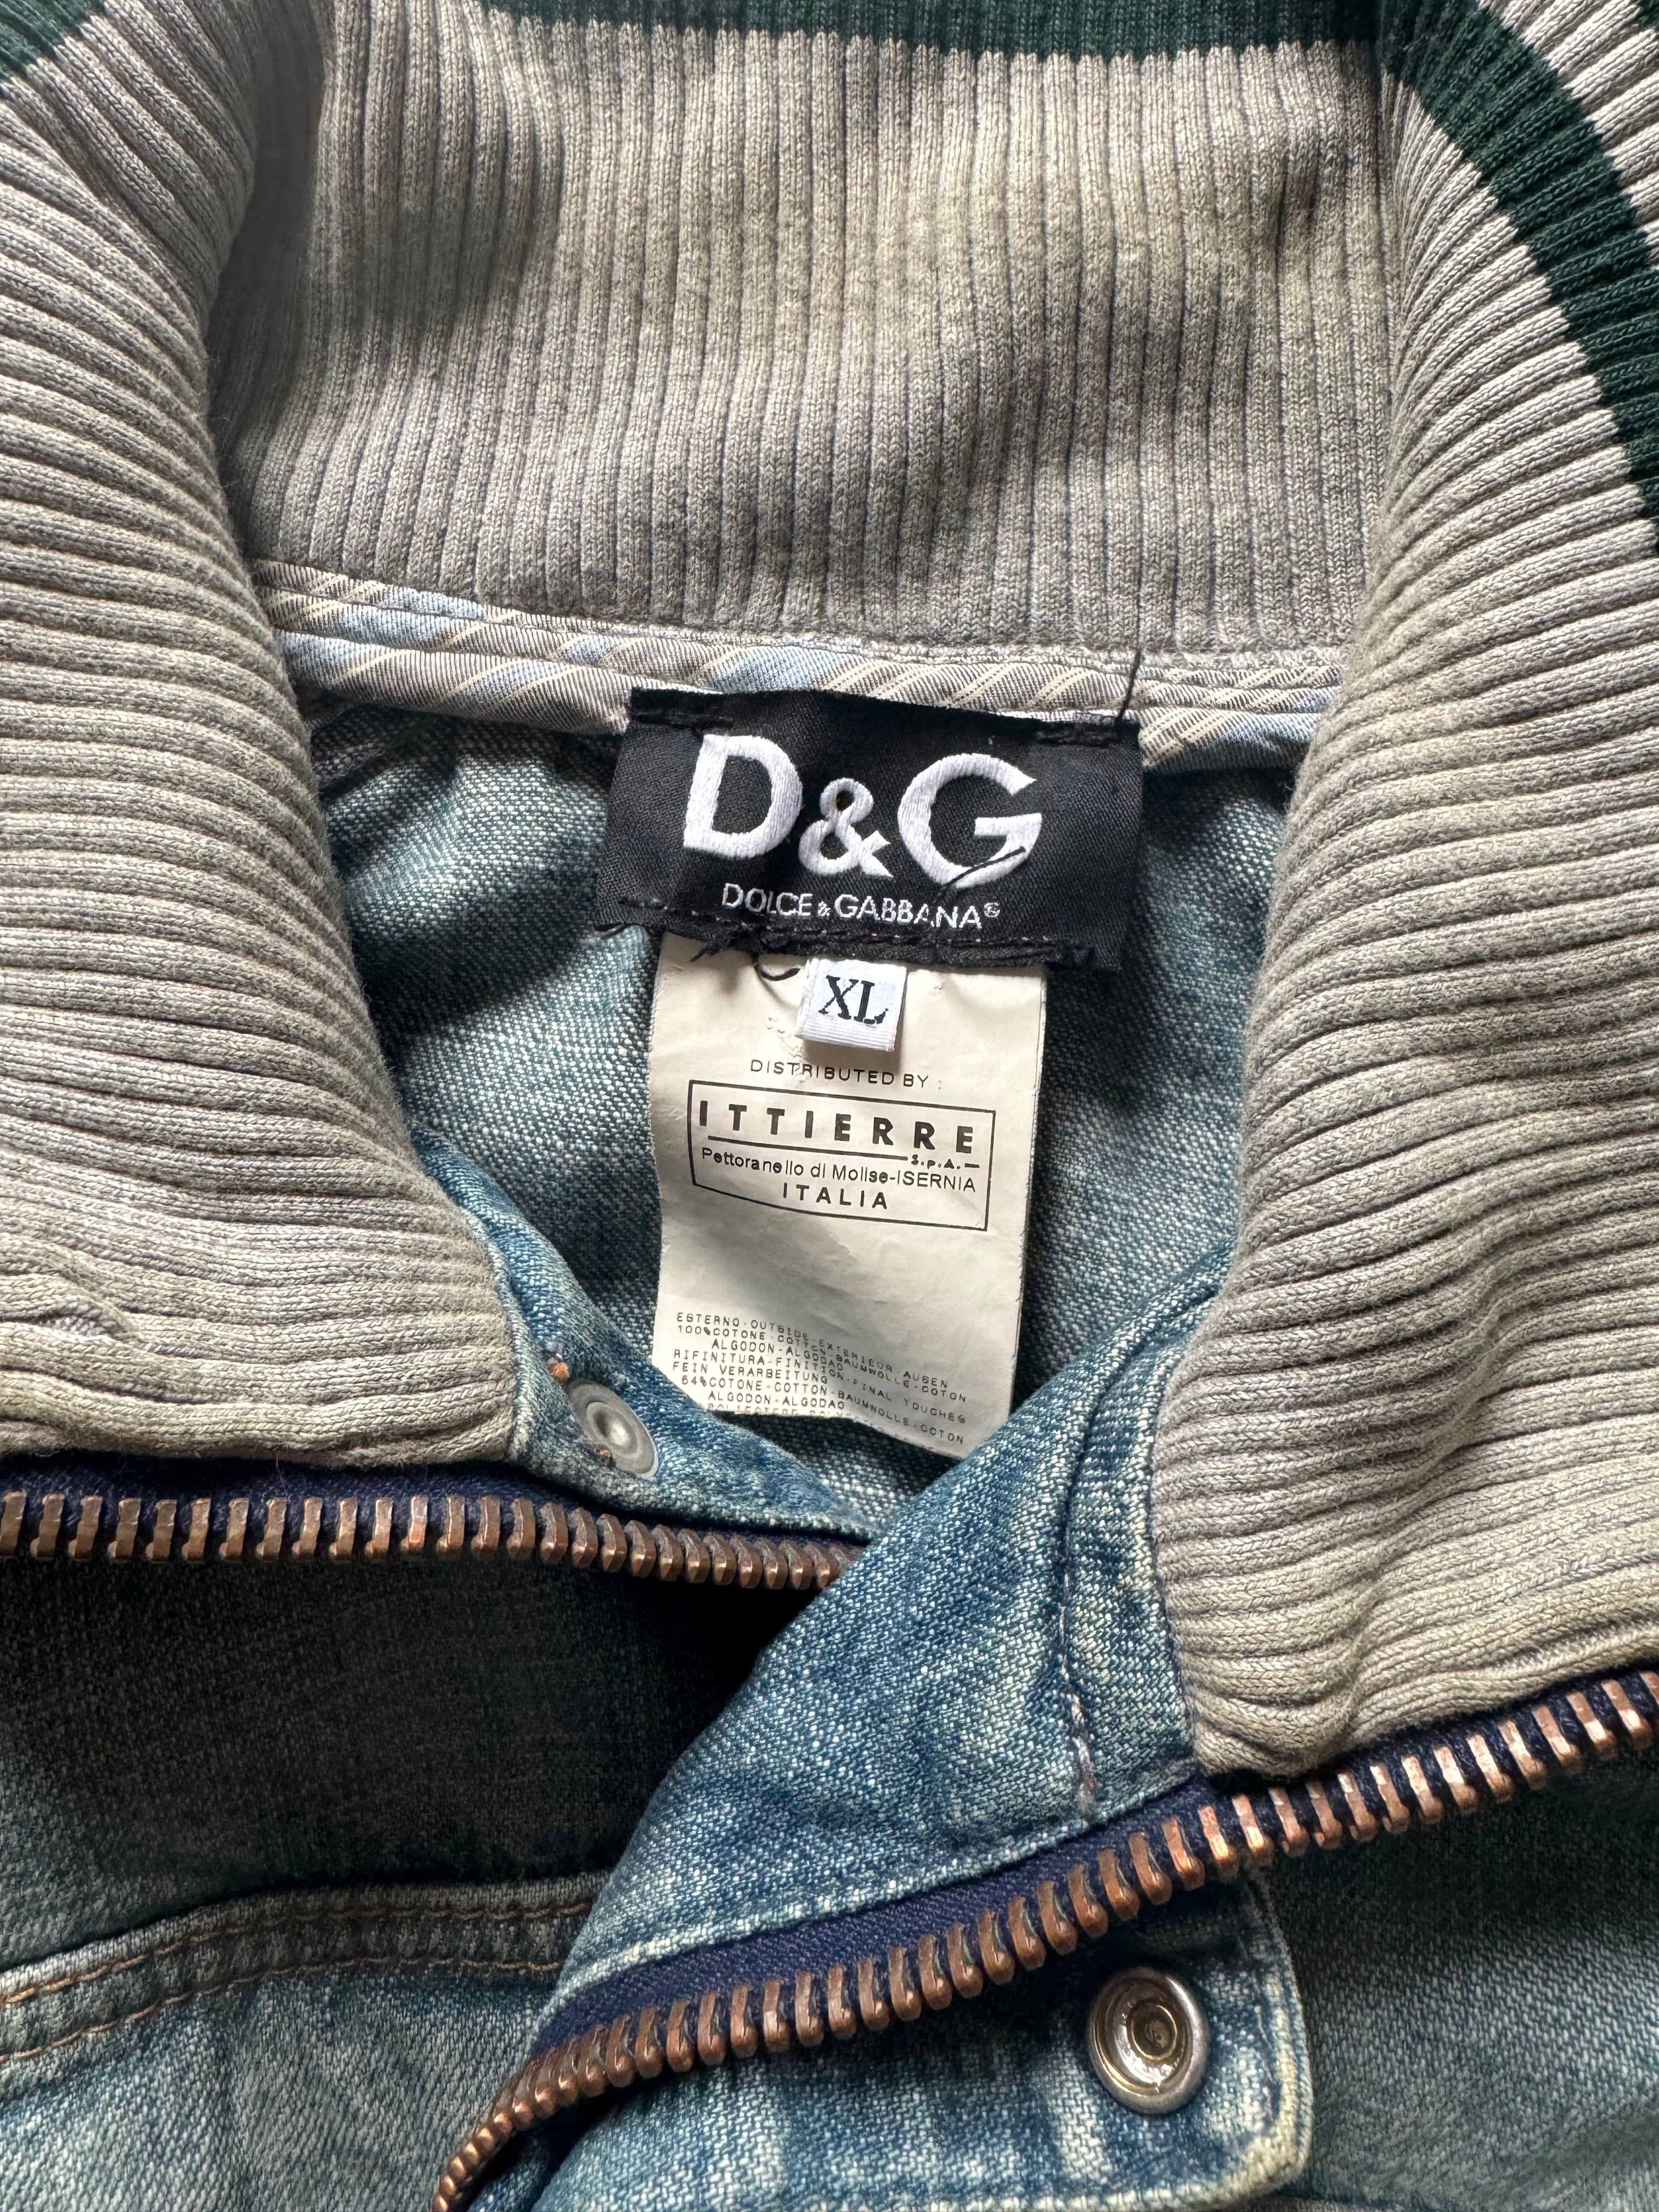 D&G
DOLCE & GABBANA®
XL
DISTRIBUTED BY :
ITTIERRE
S.p.A.
Pettoranello di Molise-ISERNIA
ITALIA
ESTERNO-OUTSIDE-EXTERIEUR-AUBEN
100%COTONE-COTTON-BAUMWOLLE-COTON
ALGODON-ALGODAO
RIFINITURA-FINITION-FINAL TOUCHES
FEIN VERARBEITUNG
64%COTONE-COTTON-BAUMWOLLE-COTON
ALGODON-ALGODAO